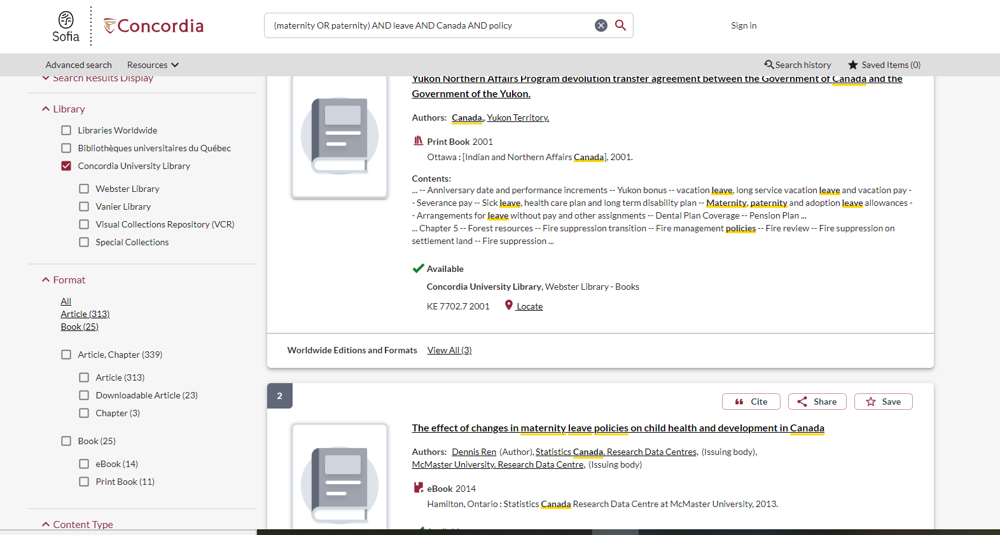 Sofia
Concordia
(maternity OR paternity) AND leave AND Canada AND policy
Sign in
Advanced search
Resources
Search history
Saved Items (0)
Search Results Display
Library
Libraries Worldwide
Bibliothèques universitaires du Québec
Concordia University Library
Webster Library
Vanier Library
Visual Collections Repository (VCR)
Special Collections
Format
All
Article (313)
Book (25)
Article, Chapter (339)
Article (313)
Downloadable Article (23)
Chapter (3)
Book (25)
eBook (14)
Print Book (11)
Content Type
Yukon Northern Affairs Program devolution transfer agreement between the Government of Canada and the
Government of the Yukon.
Authors: Canada., Yukon Territory.
Print Book 2001
Ottawa : [Indian and Northern Affairs Canada], 2001.
Contents:
... -- Anniversary date and performance increments -- Yukon bonus -- vacation leave, long service vacation leave and vacation pay -
- Severance pay -- Sick leave, health care plan and long term disability plan -- Maternity, paternity and adoption leave allowances -
- Arrangements for leave without pay and other assignments -- Dental Plan Coverage -- Pension Plan ...
... Chapter 5 -- Forest resources -- Fire suppression transition -- Fire management policies -- Fire review -- Fire suppression on
settlement land -- Fire suppression ...
Available
Concordia University Library, Webster Library - Books
KE 7702.7 2001 Locate
Worldwide Editions and Formats View All (3)
2
Cite
Share
Save
The effect of changes in maternity leave policies on child health and development in Canada
Authors: Dennis Ren (Author), Statistics Canada. Research Data Centres, (Issuing body),
McMaster University. Research Data Centre, (Issuing body)
eBook 2014
Hamilton, Ontario : Statistics Canada Research Data Centre at McMaster University, 2013.